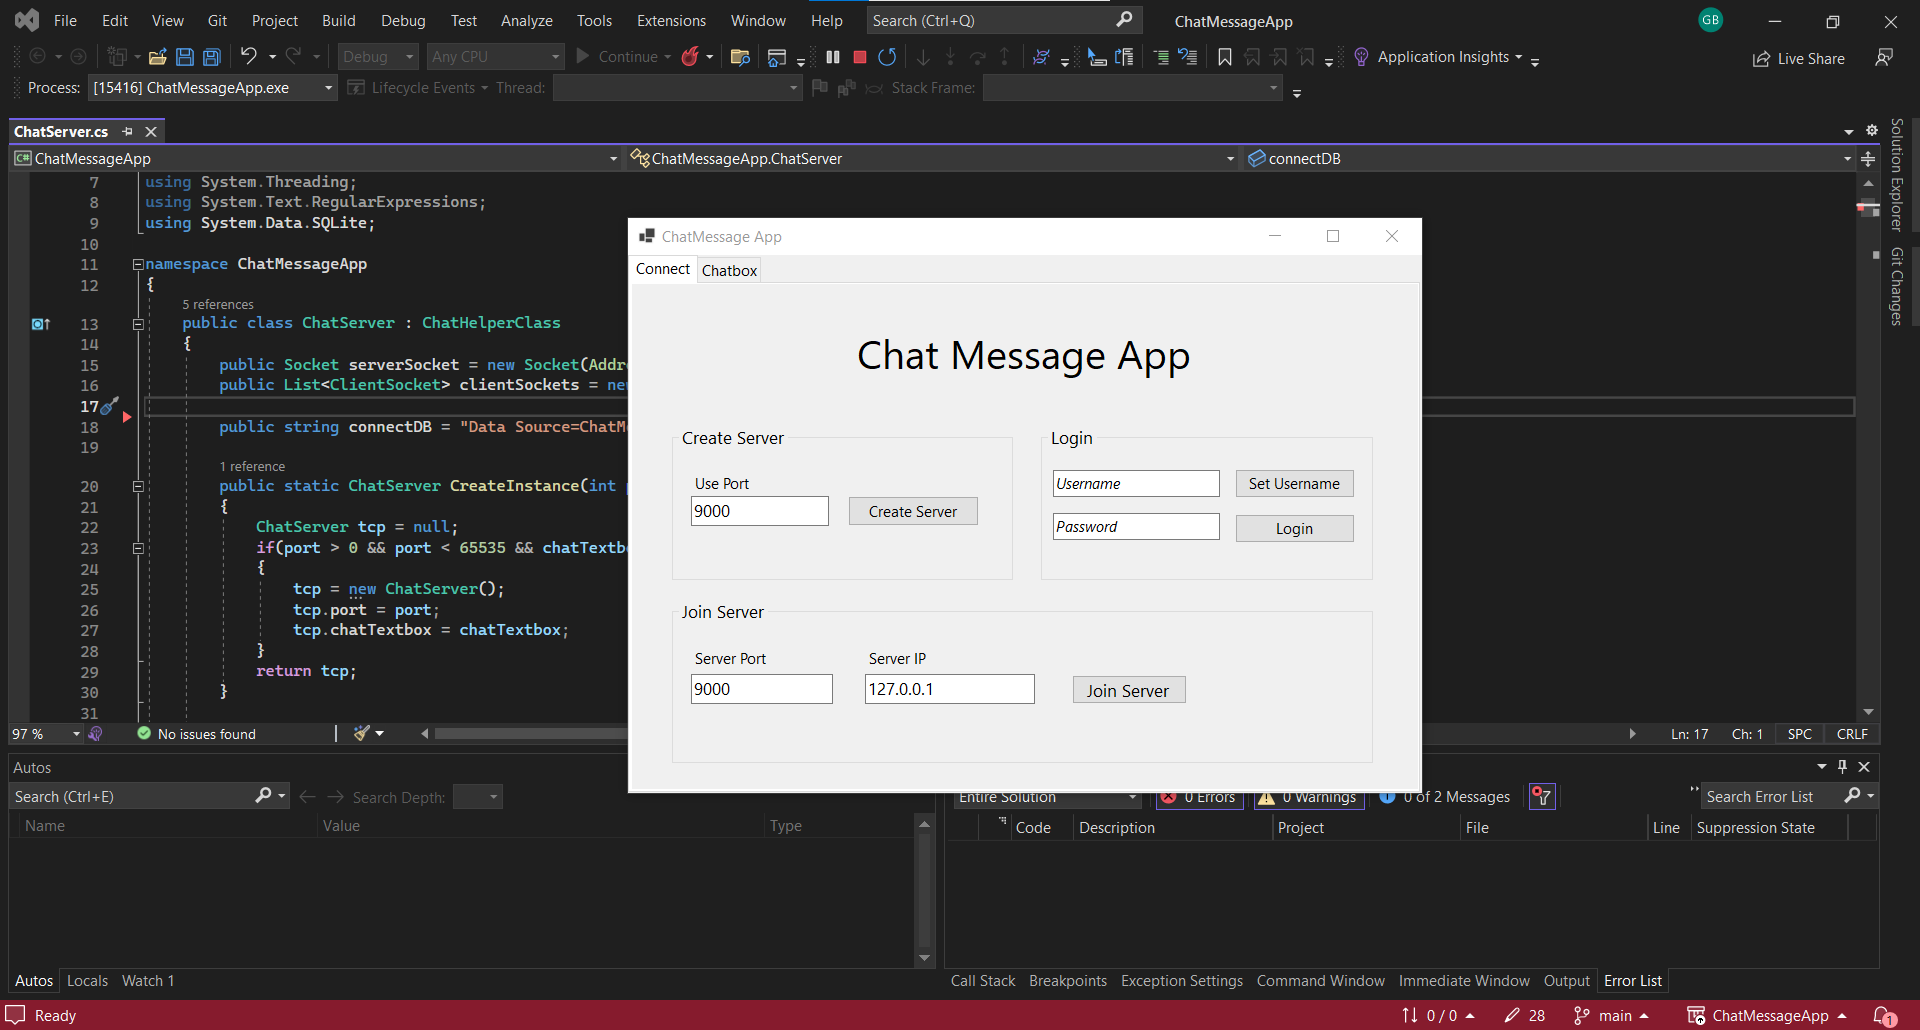 File Edit View Git Project Build Debug Test Analyze Tools Extensions Window Help Search (Ctrl+Q) ChatMessageApp GB
Debug Any CPU Continue Application Insights Live Share
Process: [15416] ChatMessageApp.exe Lifecycle Events Thread: Stack Frame:
ChatServer.cs
C# ChatMessageApp ChatMessageApp.ChatServer connectDB
Solution Explorer
Git Changes
7 using System.Threading;
8 using System.Text.RegularExpressions;
9 using System.Data.SQLite;
10
11 namespace ChatMessageApp
12 {
5 references
13 public class ChatServer : ChatHelperClass
14 {
15 public Socket serverSocket = new Socket(Addr
16 public List<ClientSocket> clientSockets = ne
17
18 public string connectDB = "Data Source=ChatM
19
1 reference
20 public static ChatServer CreateInstance(int
21 {
22 ChatServer tcp = null;
23 if(port > 0 && port < 65535 && chatTextb
24 {
25 tcp = new ChatServer();
26 tcp.port = port;
27 tcp.chatTextbox = chatTextbox;
28 }
29 return tcp;
30 }
31
ChatMessage App
Connect Chatbox
Chat Message App
Create Server
Use Port
9000 Create Server
Login
Username Set Username
Password Login
Join Server
Server Port Server IP
9000 127.0.0.1 Join Server
97 % No issues found Ln: 17 Ch: 1 SPC CRLF
Autos
Search (Ctrl+E) Search Depth:
Name Value Type
Autos Locals Watch 1
Entire Solution 0 Errors 0 Warnings 0 of 2 Messages Search Error List
Code Description Project File Line Suppression State
Call Stack Breakpoints Exception Settings Command Window Immediate Window Output Error List
Ready 0 / 0 28 main ChatMessageApp 1